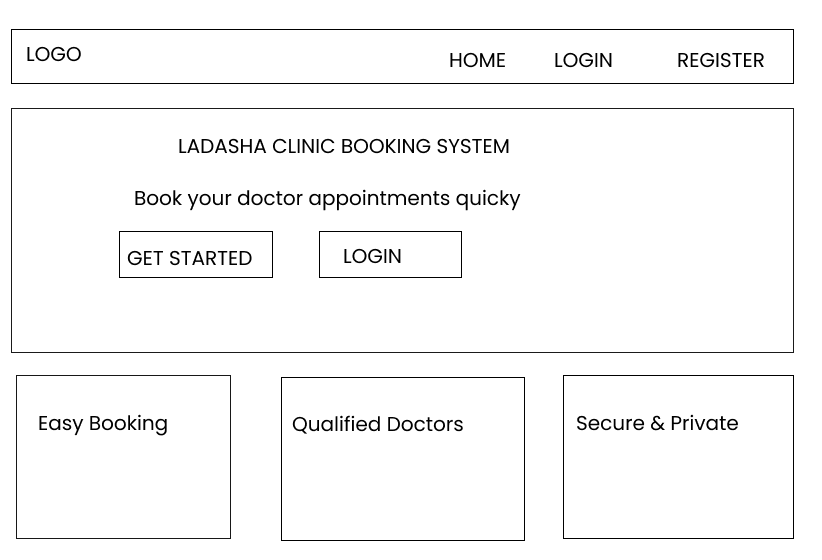 LOGO
HOME LOGIN REGISTER
LADASHA CLINIC BOOKING SYSTEM
Book your doctor appointments quicky
GET STARTED
LOGIN
Easy Booking
Qualified Doctors
Secure & Private